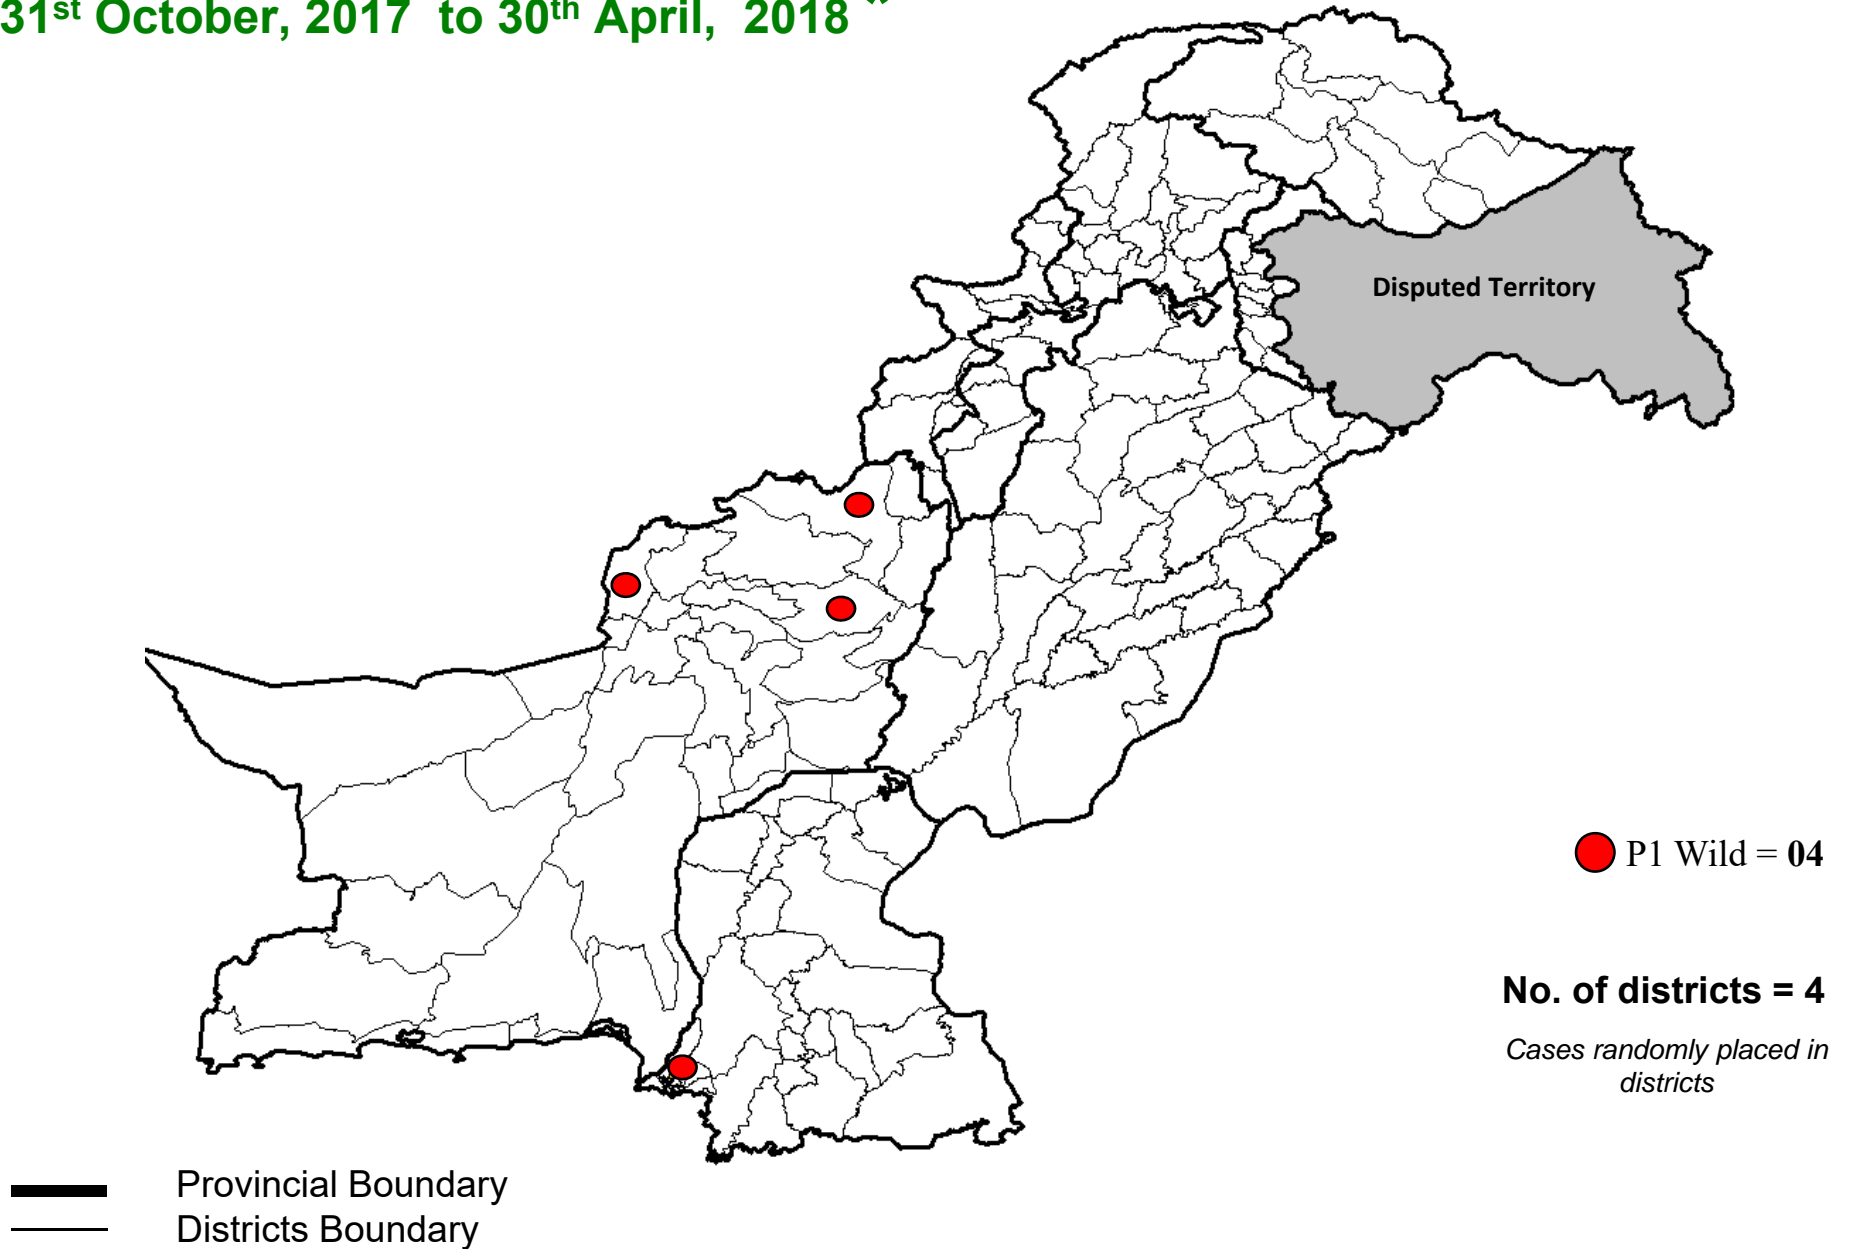 31st October, 2017 to 30th April, 2018
Disputed Territory
P1 Wild = 04
No. of districts = 4
Cases randomly placed in
districts
Provincial Boundary
Districts Boundary